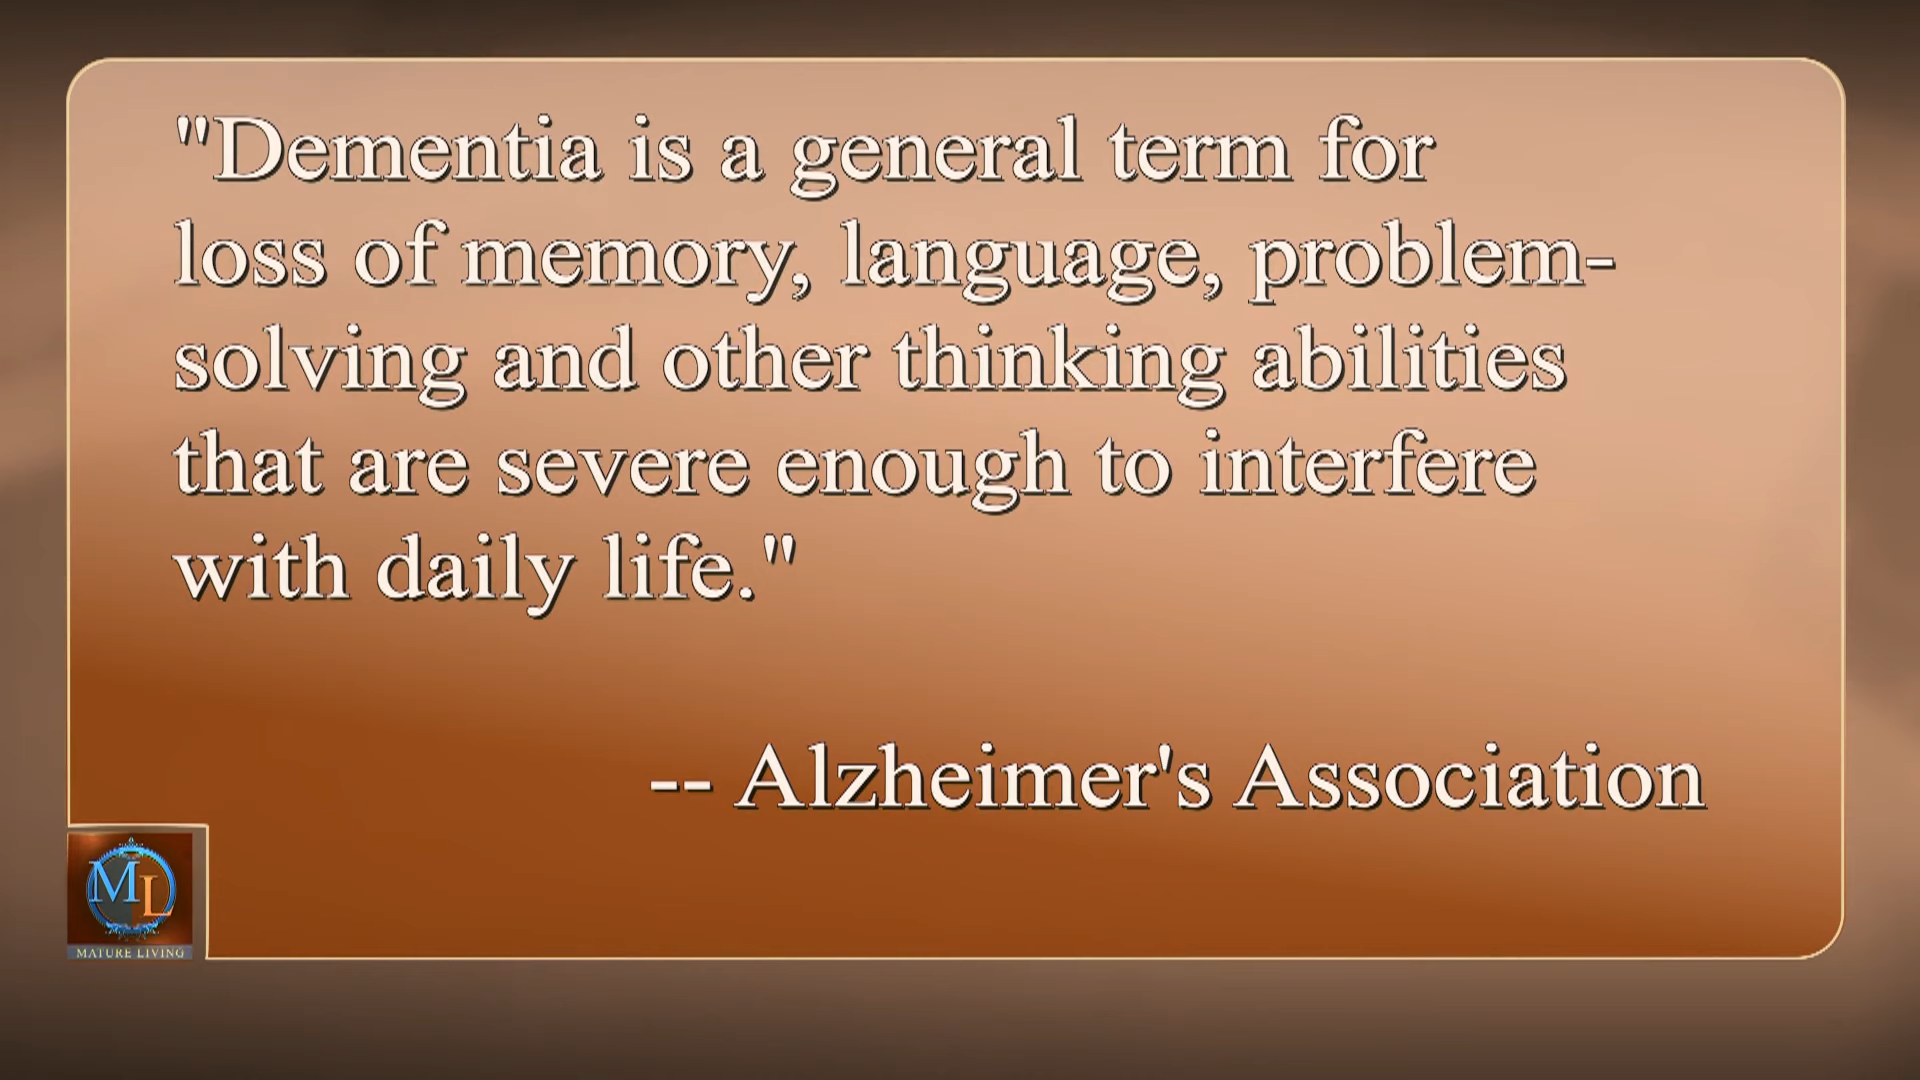 "Dementia is a general term for
loss of memory, language, problem-
solving and other thinking abilities
that are severe enough to interfere
with daily life."
-- Alzheimer's Association
ML
MATURE LIVING